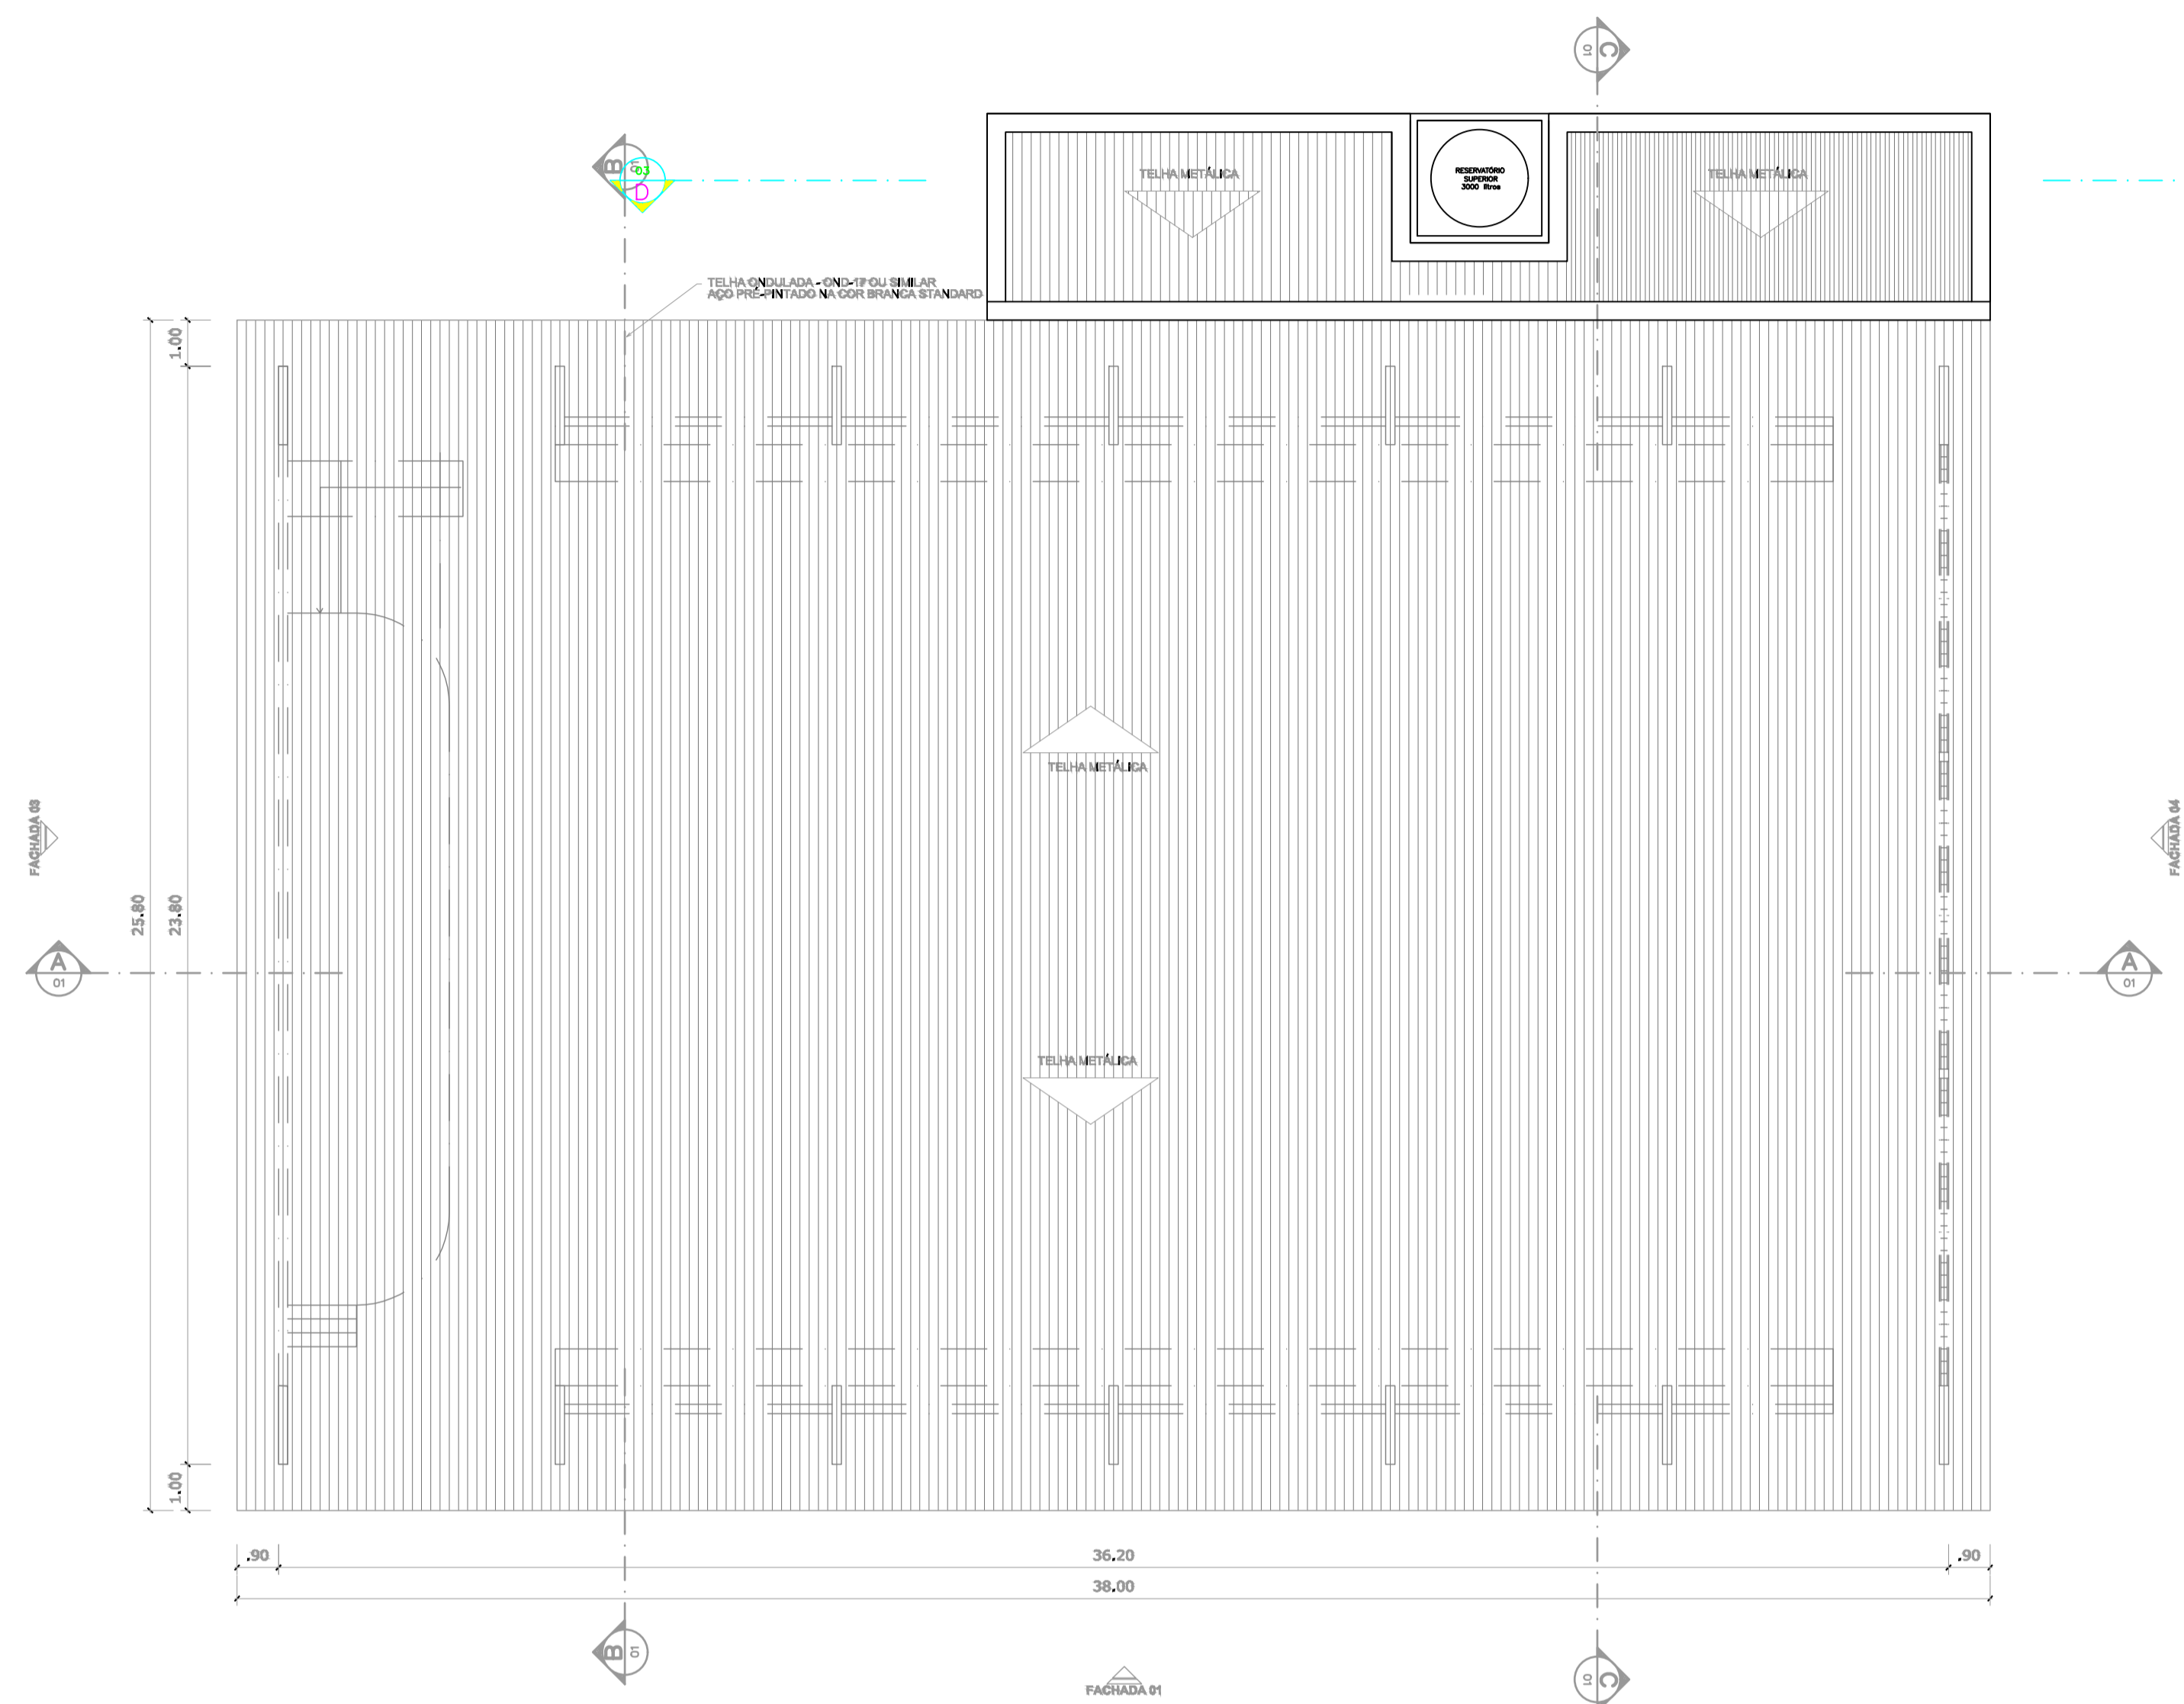 01
C
B
01
03
D
TELHA METÁLICA
RESERVATÓRIO
SUPERIOR
3000 litros
TELHA METÁLICA
TELHA ONDULADA - OND-17 OU SIMILAR
AÇO PRÉ-PINTADO NA COR BRANCA STANDARD
1.00
TELHA METÁLICA
FACHADA 03
FACHADA 04
25.80
23.80
A
01
A
01
TELHA METÁLICA
1.00
.90
36.20
.90
38.00
B
01
01
C
FACHADA 01